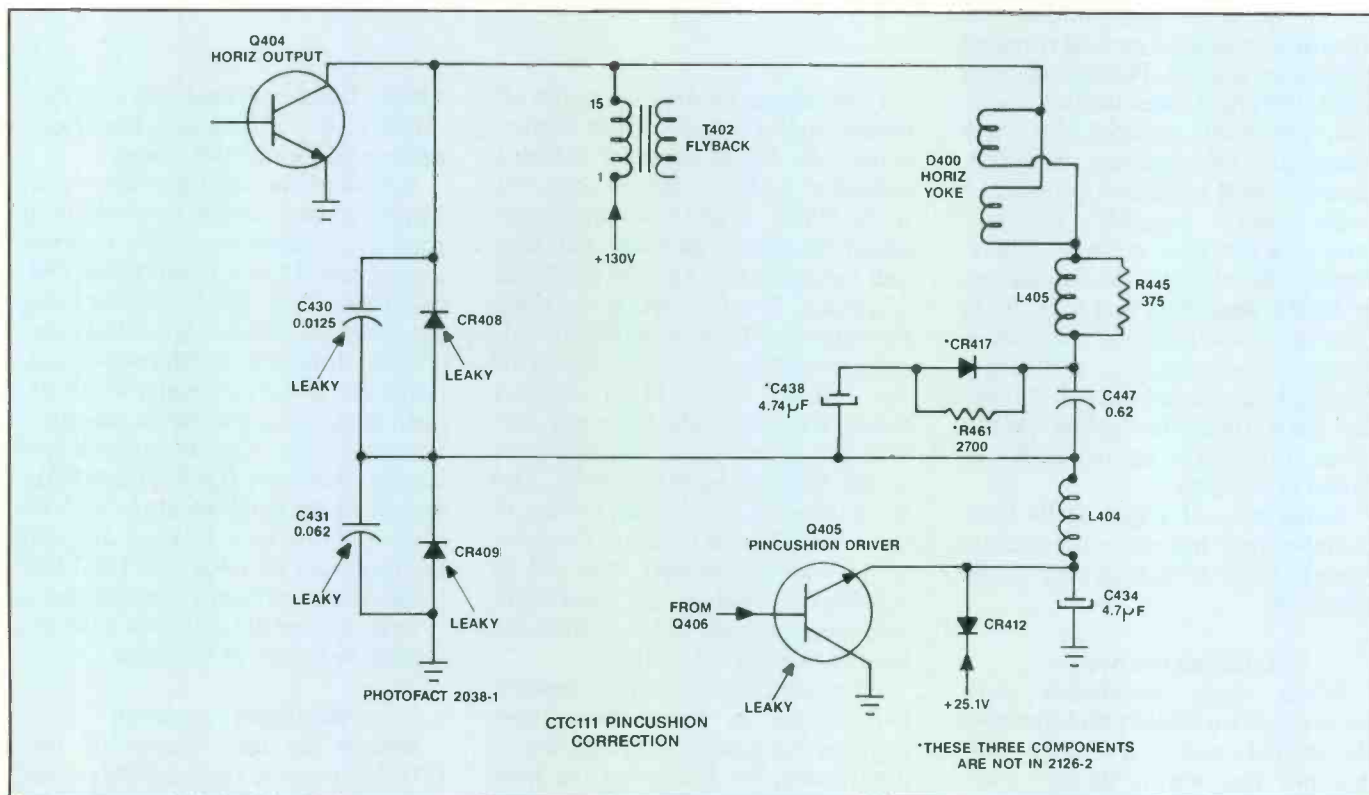 Q404
HORIZ OUTPUT
15
T402
FLYBACK
1
+130V
D400
HORIZ
YOKE
L405
R445
375
C430
0.0125
CR408
LEAKY
LEAKY
*CR417
*C438
4.74µF
*R461
2700
C447
0.62
C431
0.062
CR409
LEAKY
LEAKY
L404
Q405
PINCUSHION DRIVER
FROM
Q406
LEAKY
CR412
C434
4.7µF
+25.1V
PHOTOFACT 2038-1
CTC111 PINCUSHION
CORRECTION
*THESE THREE COMPONENTS
ARE NOT IN 2126-2